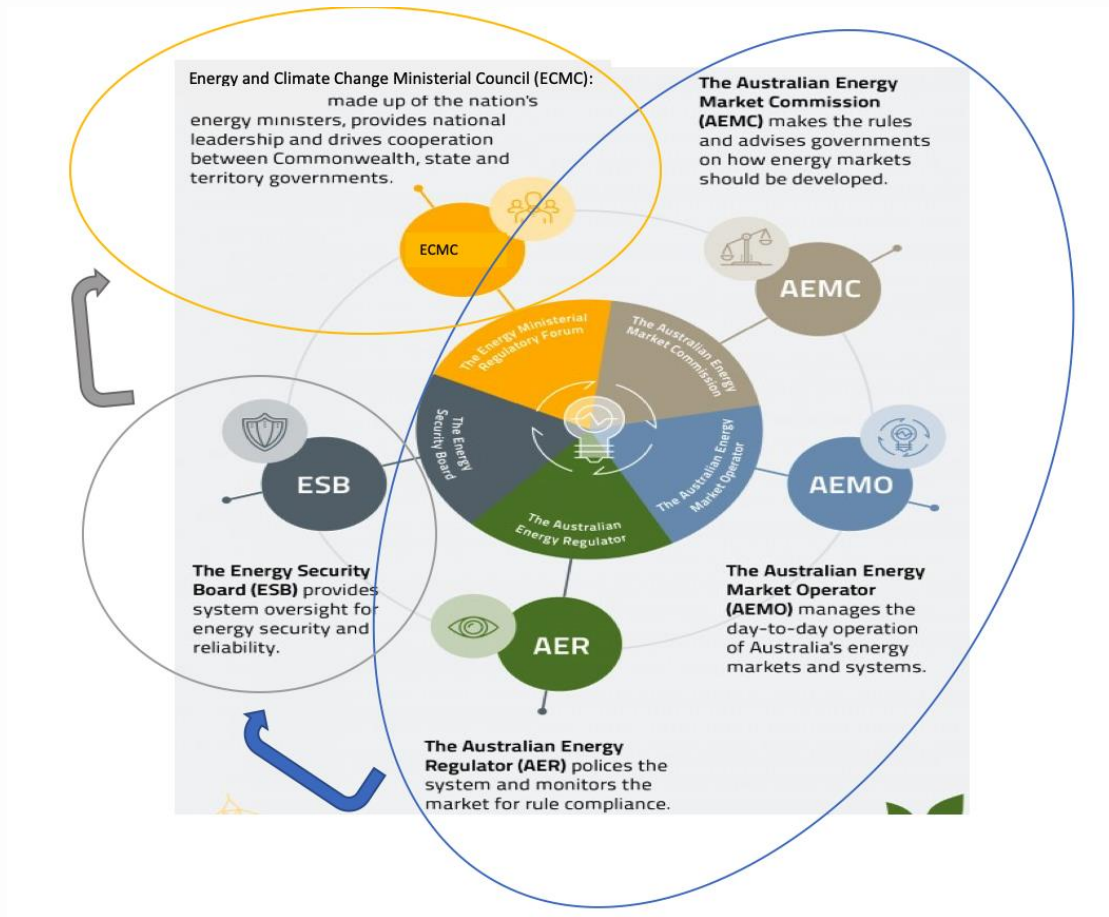 Energy and Climate Change Ministerial Council (ECMC):
made up of the nation's
energy ministers, provides national
leadership and drives cooperation
between Commonwealth, state and
territory governments.
The Australian Energy
Market Commission
(AEMC) makes the rules
and advises governments
on how energy markets
should be developed.
ECMC
AEMC
The Energy Ministerial
Regulatory Forum
The Australian Energy
Market Commission
The Energy
Security Board
The Australian Energy
Market Operator
The Australian
Energy Regulator
ESB
AEMO
The Energy Security
Board (ESB) provides
system oversight for
energy security and
reliability.
The Australian Energy
Market Operator
(AEMO) manages the
day-to-day operation
of Australia's energy
markets and systems.
AER
The Australian Energy
Regulator (AER) polices the
system and monitors the
market for rule compliance.